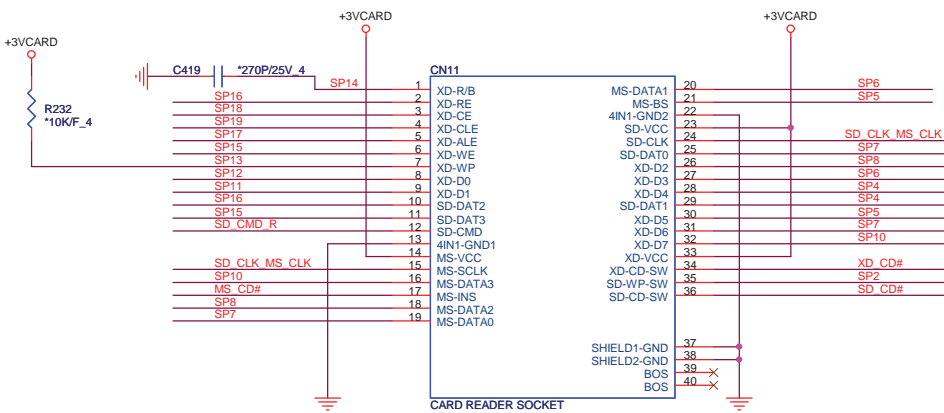 +3VCARD
+3VCARD
+3VCARD
C419
*270P/25V_4
CN11
R232
*10K/F_4
SP14 1 XD-R/B
SP16 2 XD-RE
SP18 3 XD-CE
SP19 4 XD-CLE
SP17 5 XD-ALE
SP15 6 XD-WE
SP13 7 XD-WP
SP12 8 XD-D0
SP11 9 XD-D1
SP16 10 SD-DAT2
SP15 11 SD-DAT3
SD_CMD_R 12 SD-CMD
13 4IN1-GND1
14 MS-VCC
SD_CLK_MS_CLK 15 MS-SCLK
SP10 16 MS-DATA3
MS_CD# 17 MS-INS
SP8 18 MS-DATA2
SP7 19 MS-DATA0
MS-DATA1 20 SP6
MS-BS 21 SP5
4IN1-GND2 22
SD-VCC 23
SD-CLK 24 SD_CLK_MS_CLK
SD-DAT0 25 SP7
XD-D2 26 SP8
XD-D3 27 SP6
XD-D4 28 SP4
SD-DAT1 29 SP4
XD-D5 30 SP5
XD-D6 31 SP7
XD-D7 32 SP10
XD-VCC 33
XD-CD-SW 34 XD_CD#
SD-WP-SW 35 SP2
SD-CD-SW 36 SD_CD#
SHIELD1-GND 37
SHIELD2-GND 38
BOS 39
BOS 40
CARD READER SOCKET